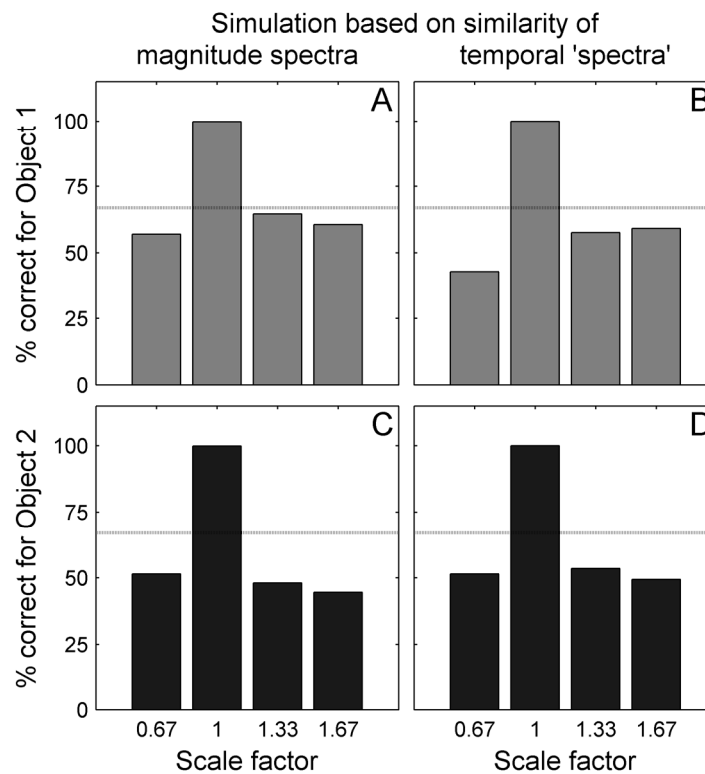 Simulation based on similarity of
magnitude spectra
temporal 'spectra'
A
B
% correct for Object 1
100
75
50
25
0
C
D
% correct for Object 2
100
75
50
25
0
0.67 1 1.33 1.67
0.67 1 1.33 1.67
Scale factor
Scale factor